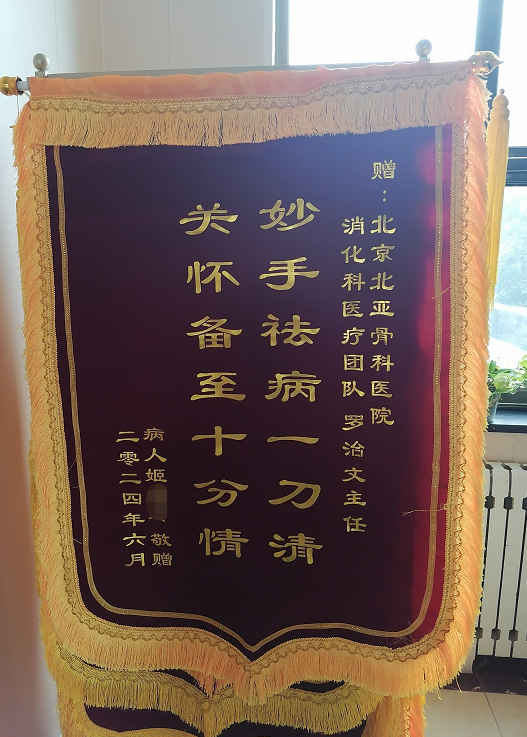 赠：北京北亚骨科医院
消化科医疗团队 罗治文主任
妙手祛病一刀清
关怀备至十分情
病人姬 敬赠
二零二四年六月